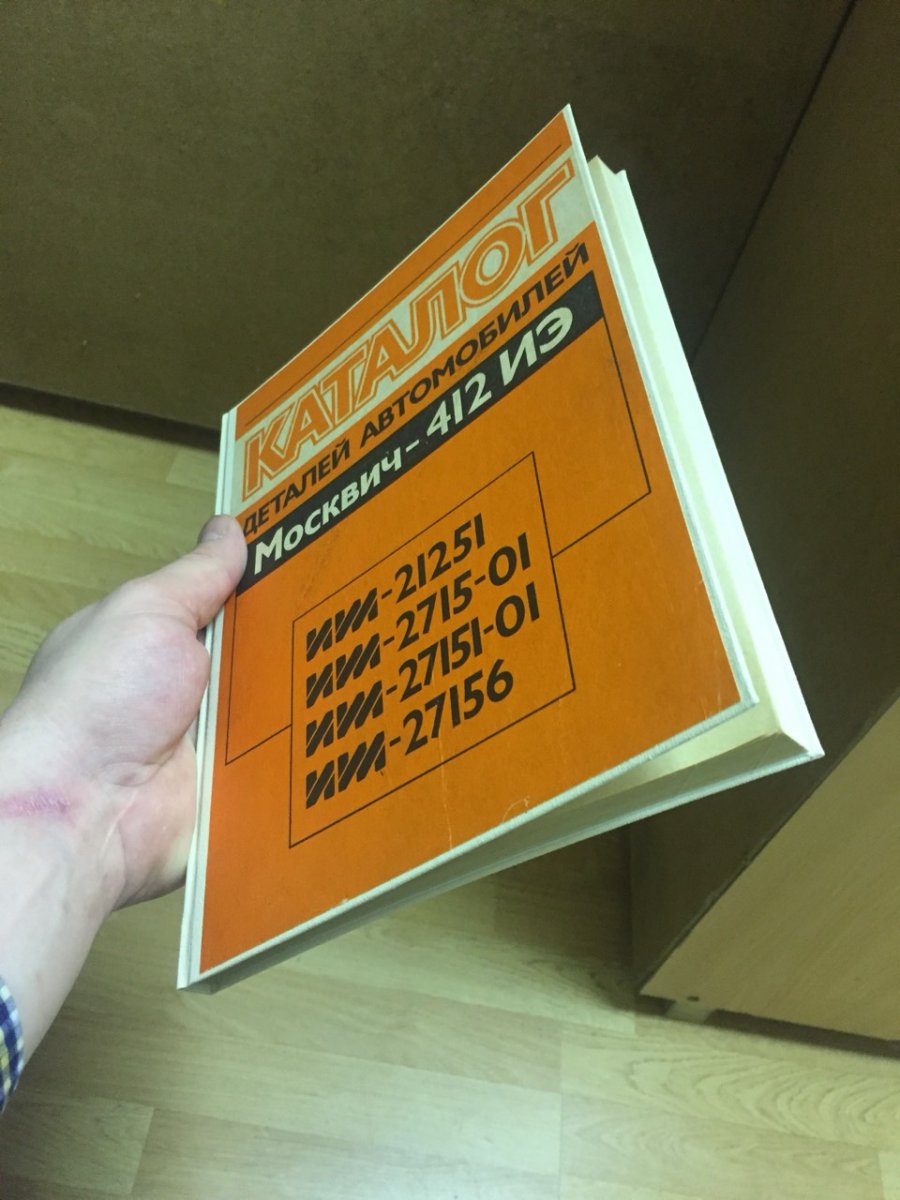 КАТАЛОГ
ДЕТАЛЕЙ АВТОМОБИЛЕЙ
Москвич-412 ИЭ
ИЖ-21251
ИЖ-2715-01
ИЖ-27151-01
ИЖ-27156